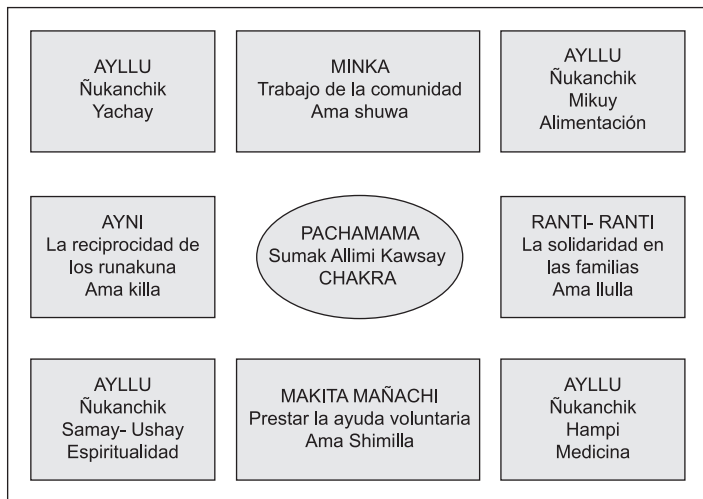 AYLLU
Ñukanchik
Yachay
MINKA
Trabajo de la comunidad
Ama shuwa
AYLLU
Ñukanchik
Mikuy
Alimentación
AYNI
La reciprocidad de
los runakuna
Ama killa
PACHAMAMA
Sumak Allimi Kawsay
CHAKRA
RANTI- RANTI
La solidaridad en
las familias
Ama llulla
AYLLU
Ñukanchik
Samay- Ushay
Espiritualidad
MAKITA MAÑACHI
Prestar la ayuda voluntaria
Ama Shimilla
AYLLU
Ñukanchik
Hampi
Medicina